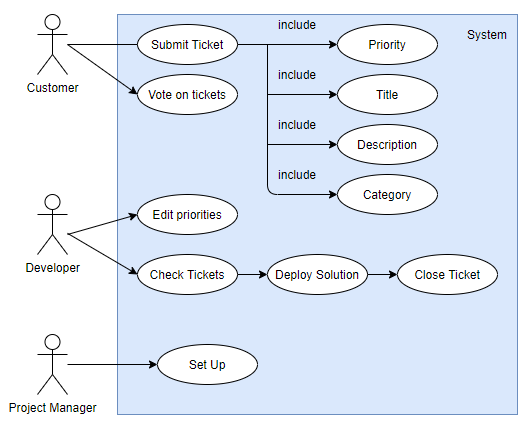 System
Customer
Submit Ticket
include
Priority
Vote on tickets
include
Title
include
Description
include
Category
Developer
Edit priorities
Check Tickets
Deploy Solution
Close Ticket
Project Manager
Set Up